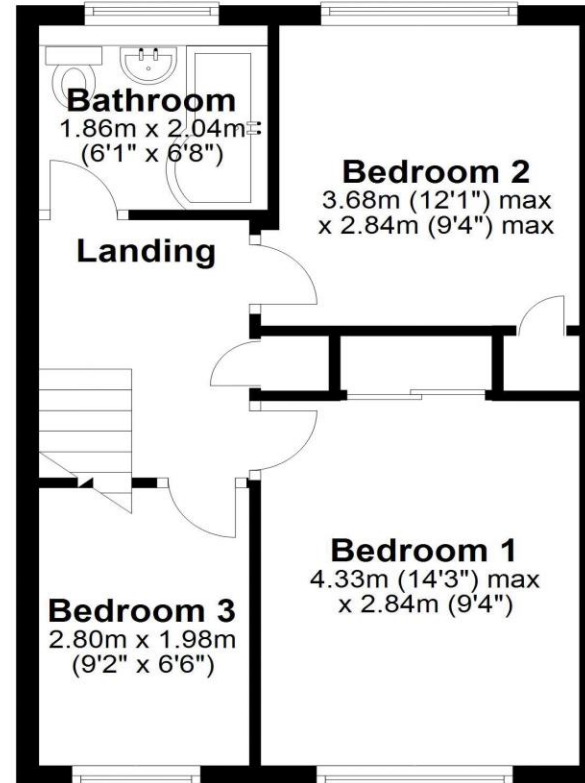 Bathroom
1.86m x 2.04m
(6'1" x 6'8")
Bedroom 2
3.68m (12'1") max
x 2.84m (9'4") max
Landing
Bedroom 1
4.33m (14'3") max
x 2.84m (9'4")
Bedroom 3
2.80m x 1.98m
(9'2" x 6'6")